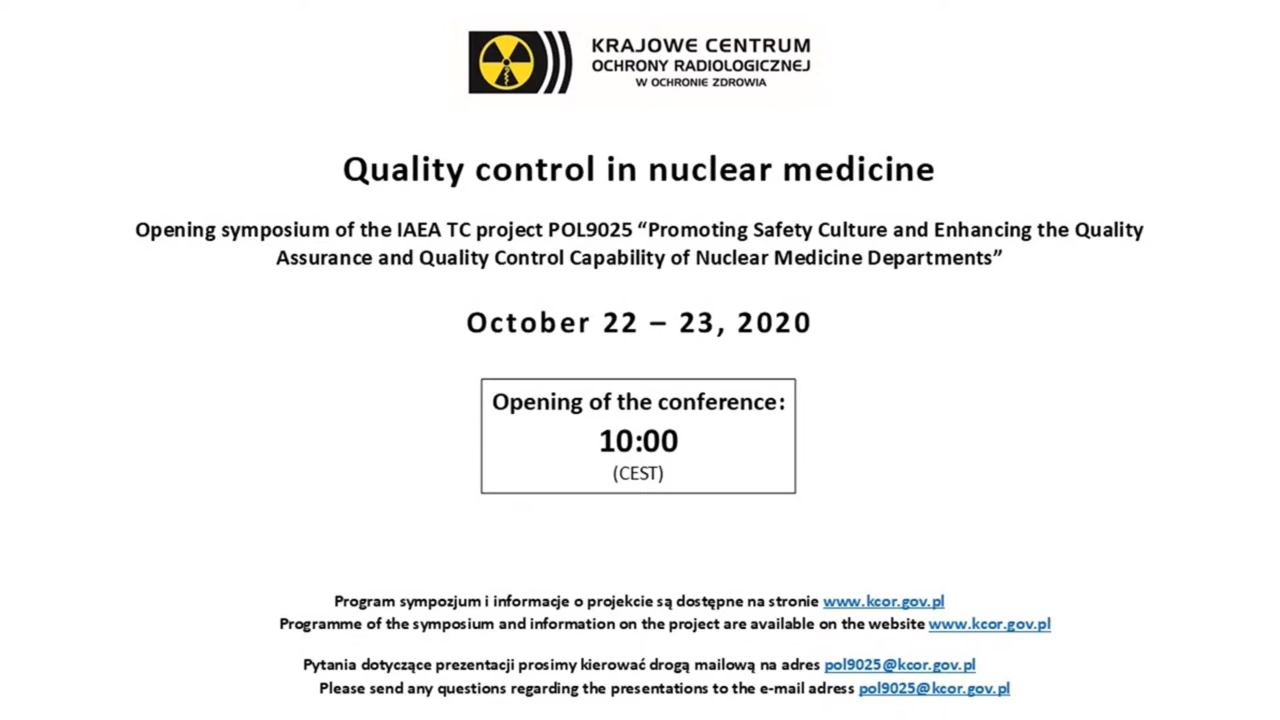 KRAJOWE CENTRUM
OCHRONY RADIOLOGICZNEJ
W OCHRONIE ZDROWIA
Quality control in nuclear medicine
Opening symposium of the IAEA TC project POL9025 “Promoting Safety Culture and Enhancing the Quality
Assurance and Quality Control Capability of Nuclear Medicine Departments”
October 22 – 23, 2020
Opening of the conference:
10:00
(CEST)
Program sympozjum i informacje o projekcie są dostępne na stronie www.kcor.gov.pl
Programme of the symposium and information on the project are available on the website www.kcor.gov.pl
Pytania dotyczące prezentacji prosimy kierować drogą mailową na adres pol9025@kcor.gov.pl
Please send any questions regarding the presentations to the e-mail adress pol9025@kcor.gov.pl